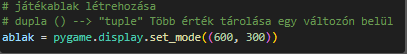 # játékablak létrehozása
# dupla () --> "tuple" Több érték tárolása egy változón belül
ablak = pygame.display.set_mode((600, 300))